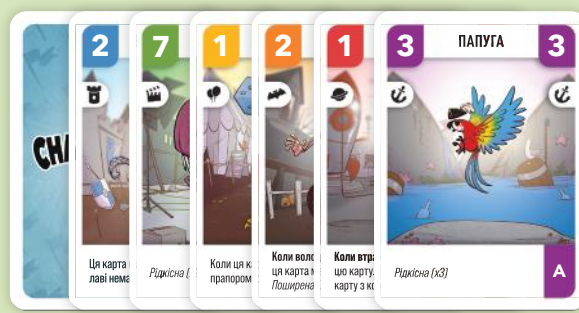 2
7
1
2
1
3
ПАПУГА
3
CHA
Ця карта
лаві нема
Рідкісна (
Коли ця к
прапором
Коли воло
ця карта м
Поширена
Коли втра
цю карту.
карту з ко
Рідкісна (x3)
A